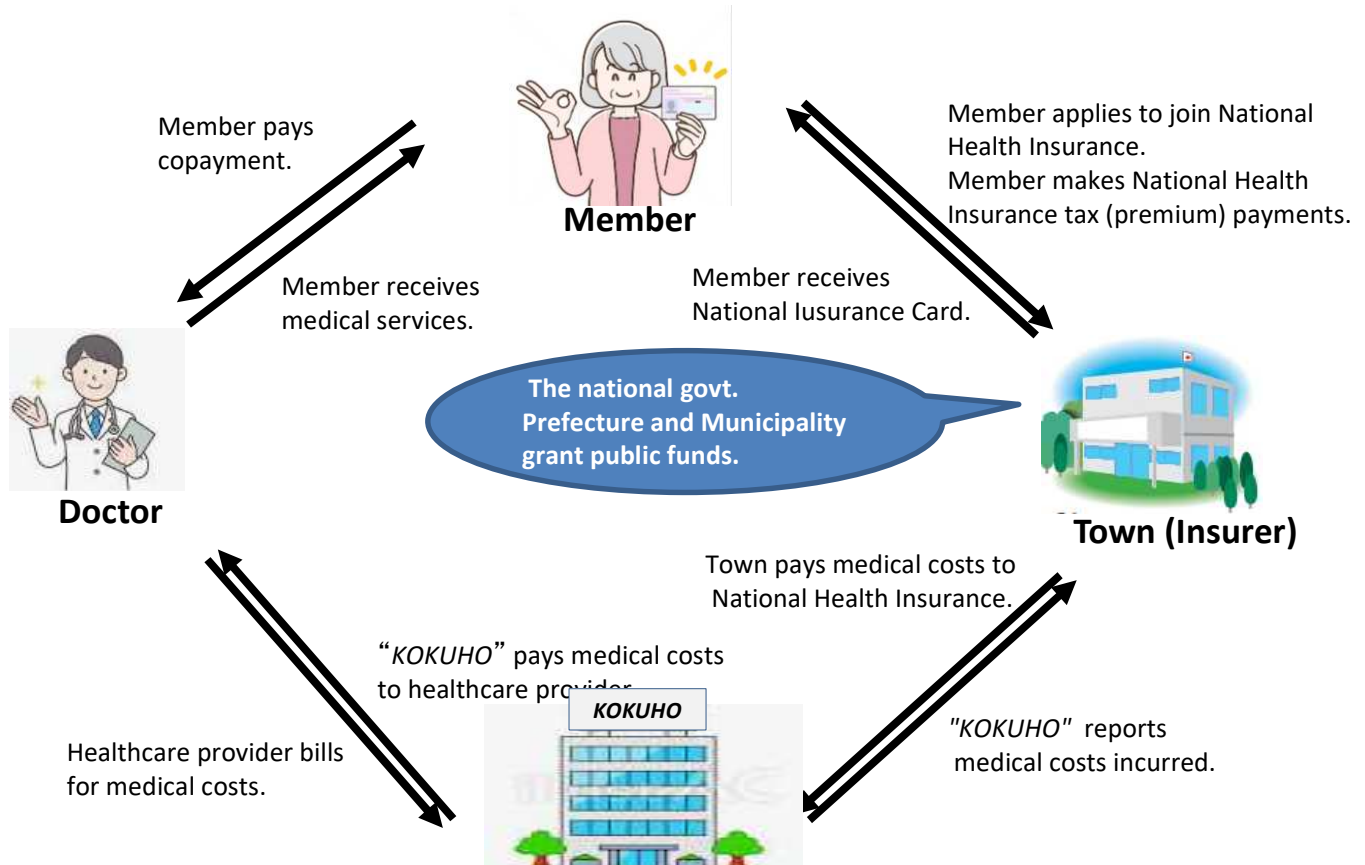 Member pays
copayment.
Member applies to join National
Health Insurance.
Member makes National Health
Insurance tax (premium) payments.
Member
Member receives
medical services.
Member receives
National Iusurance Card.
The national govt.
Prefecture and Municipality
grant public funds.
Doctor
Town (Insurer)
Town pays medical costs to
National Health Insurance.
“KOKUHO” pays medical costs
to healthcare provider
KOKUHO
Healthcare provider bills
for medical costs.
"KOKUHO" reports
medical costs incurred.